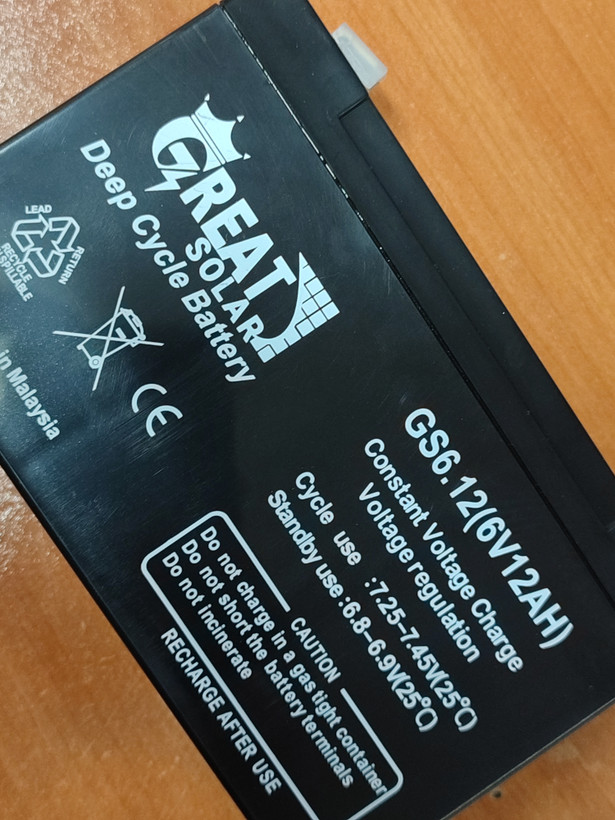 GREAT
SOLAR
Deep Cycle Battery
LEAD
RETURN
RECYCLE
in Malaysia
CE
GS6.12(6V12AH)
Constant Voltage Charge
Voltage regulation
Cycle use :7.25-7.45V(25°C)
Standby use :6.8-6.9V(25°C)
CAUTION
Do not charge in a gas tight container
Do not short the battery terminals
Do not incinerate
RECHARGE AFTER USE